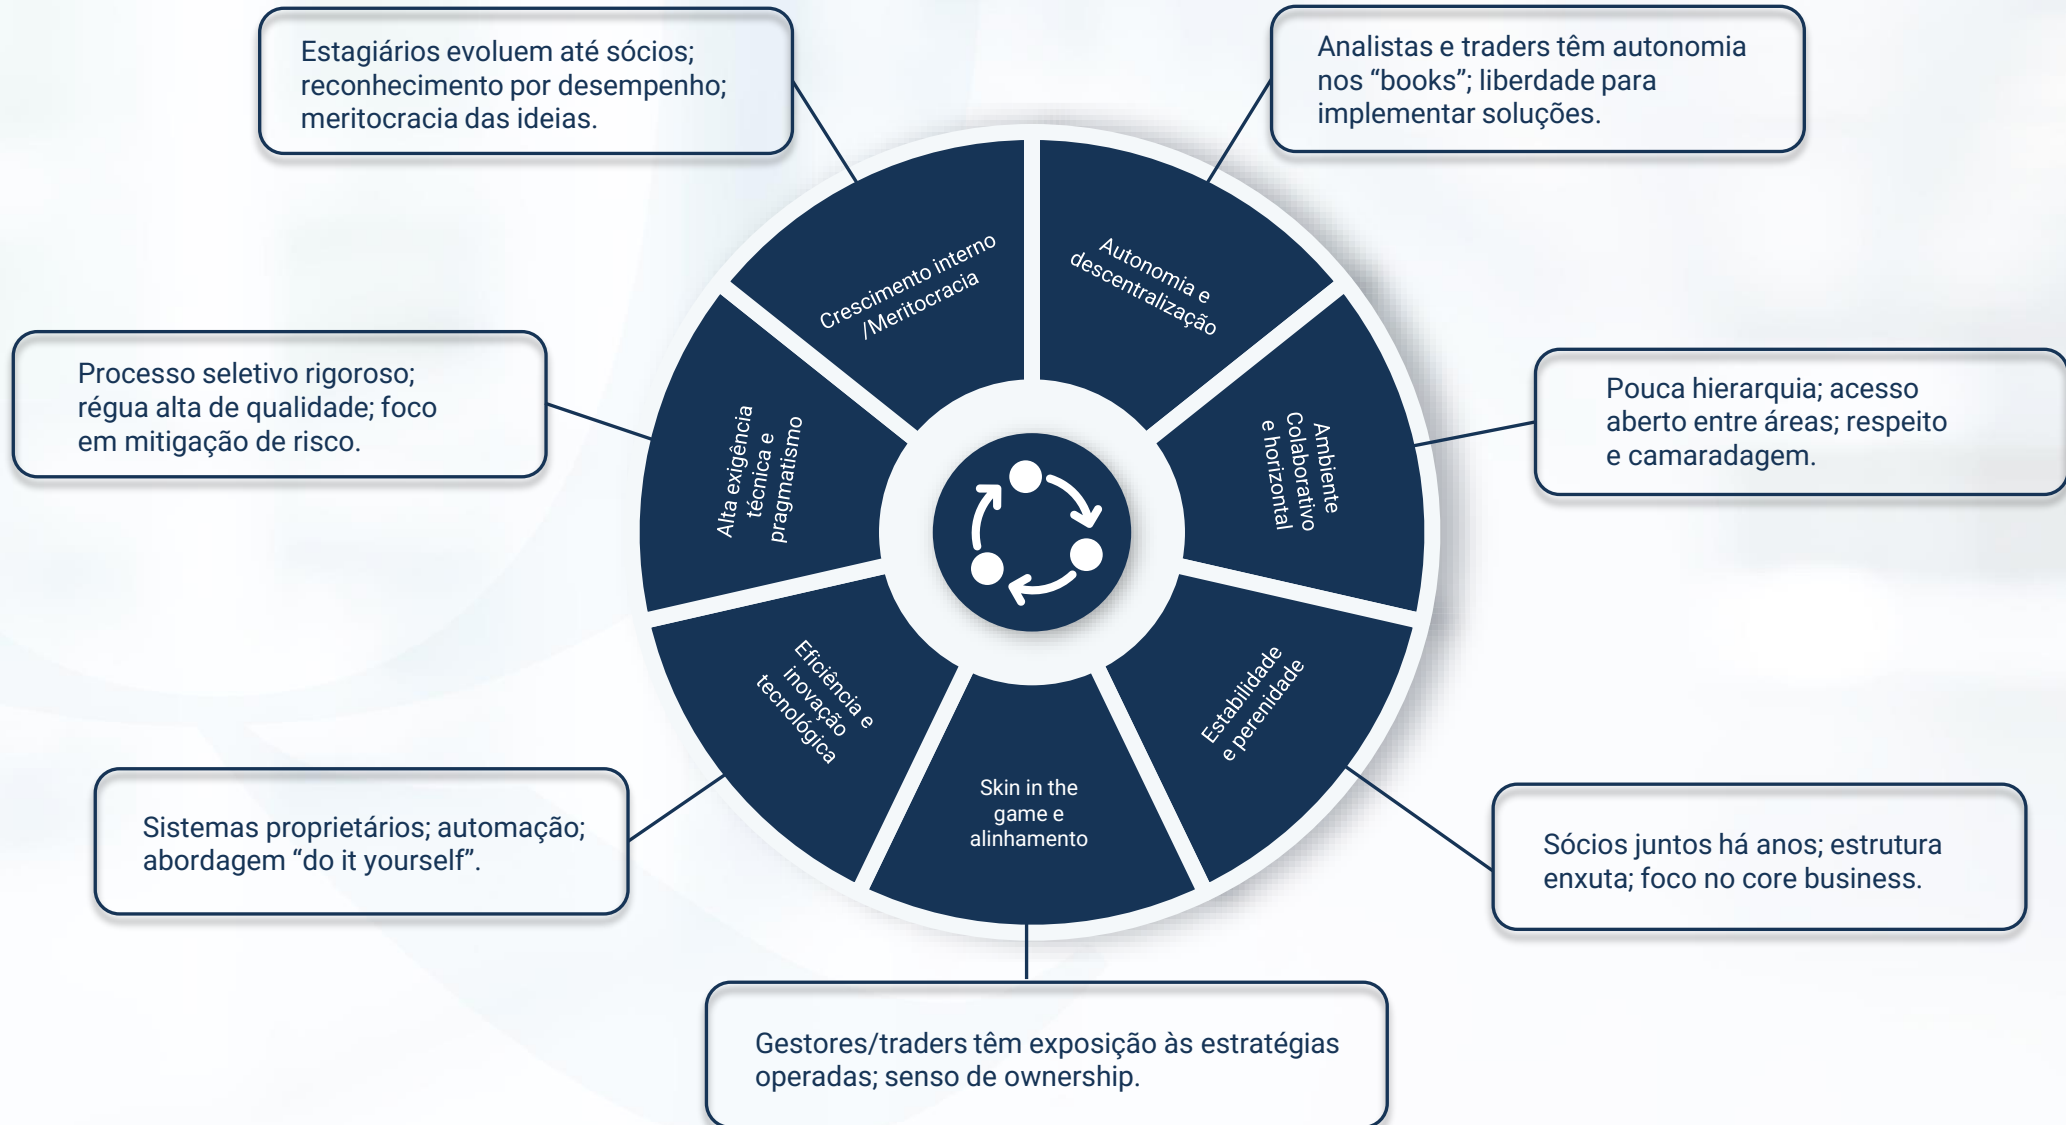 Estagiários evoluem até sócios;
reconhecimento por desempenho;
meritocracia das ideias.
Analistas e traders têm autonomia
nos “books”; liberdade para
implementar soluções.
Crescimento interno
/Meritocracia
Autonomia e
descentralização
Processo seletivo rigoroso;
régua alta de qualidade; foco
em mitigação de risco.
Alta exigência
técnica e
pragmatismo
Ambiente
Colaborativo
e horizontal
Pouca hierarquia; acesso
aberto entre áreas; respeito
e camaradagem.
Eficiência e
inovação
tecnológica
Estabilidade
e perenidade
Skin in the
game e
alinhamento
Sistemas proprietários; automação;
abordagem “do it yourself”.
Sócios juntos há anos; estrutura
enxuta; foco no core business.
Gestores/traders têm exposição às estratégias
operadas; senso de ownership.